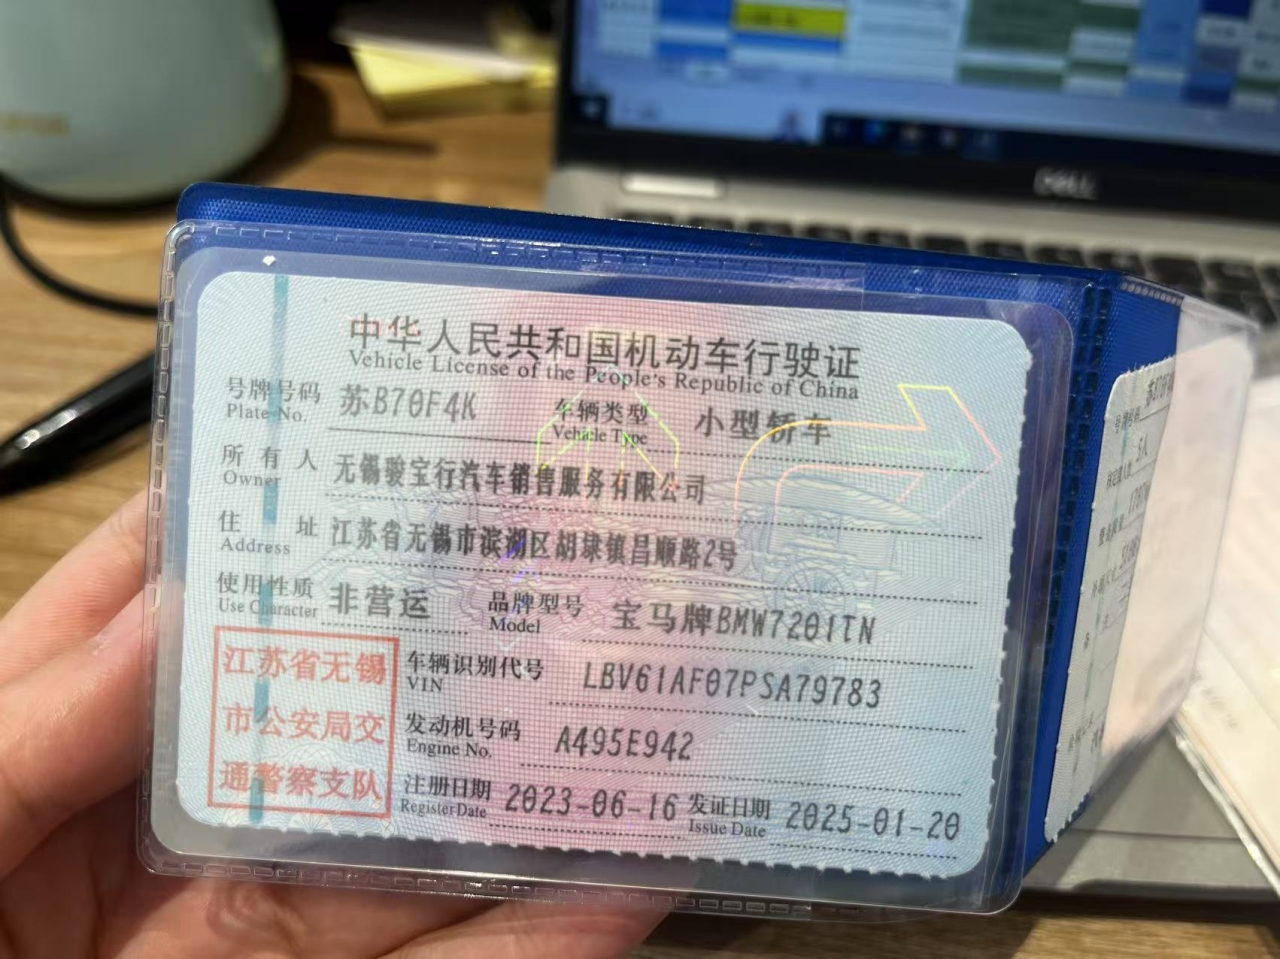 中华人民共和国机动车行驶证
Vehicle License of the People's Republic of China
号牌号码 苏B70F4K 车辆类型 小型轿车
Plate No. Vehicle Type
所有人 无锡骏宝行汽车销售服务有限公司
Owner
住址 江苏省无锡市滨湖区胡埭镇昌顺路2号
Address
使用性质 非营运 品牌型号 宝马牌BMW7201TN
Use Character Model
江苏省无锡
市公安局交
通警察支队
车辆识别代号 LBV61AF07PSA79783
VIN
发动机号码 A495E942
Engine No.
注册日期 2023-06-16 发证日期 2025-01-20
Register Date Issue Date
DELL
5人